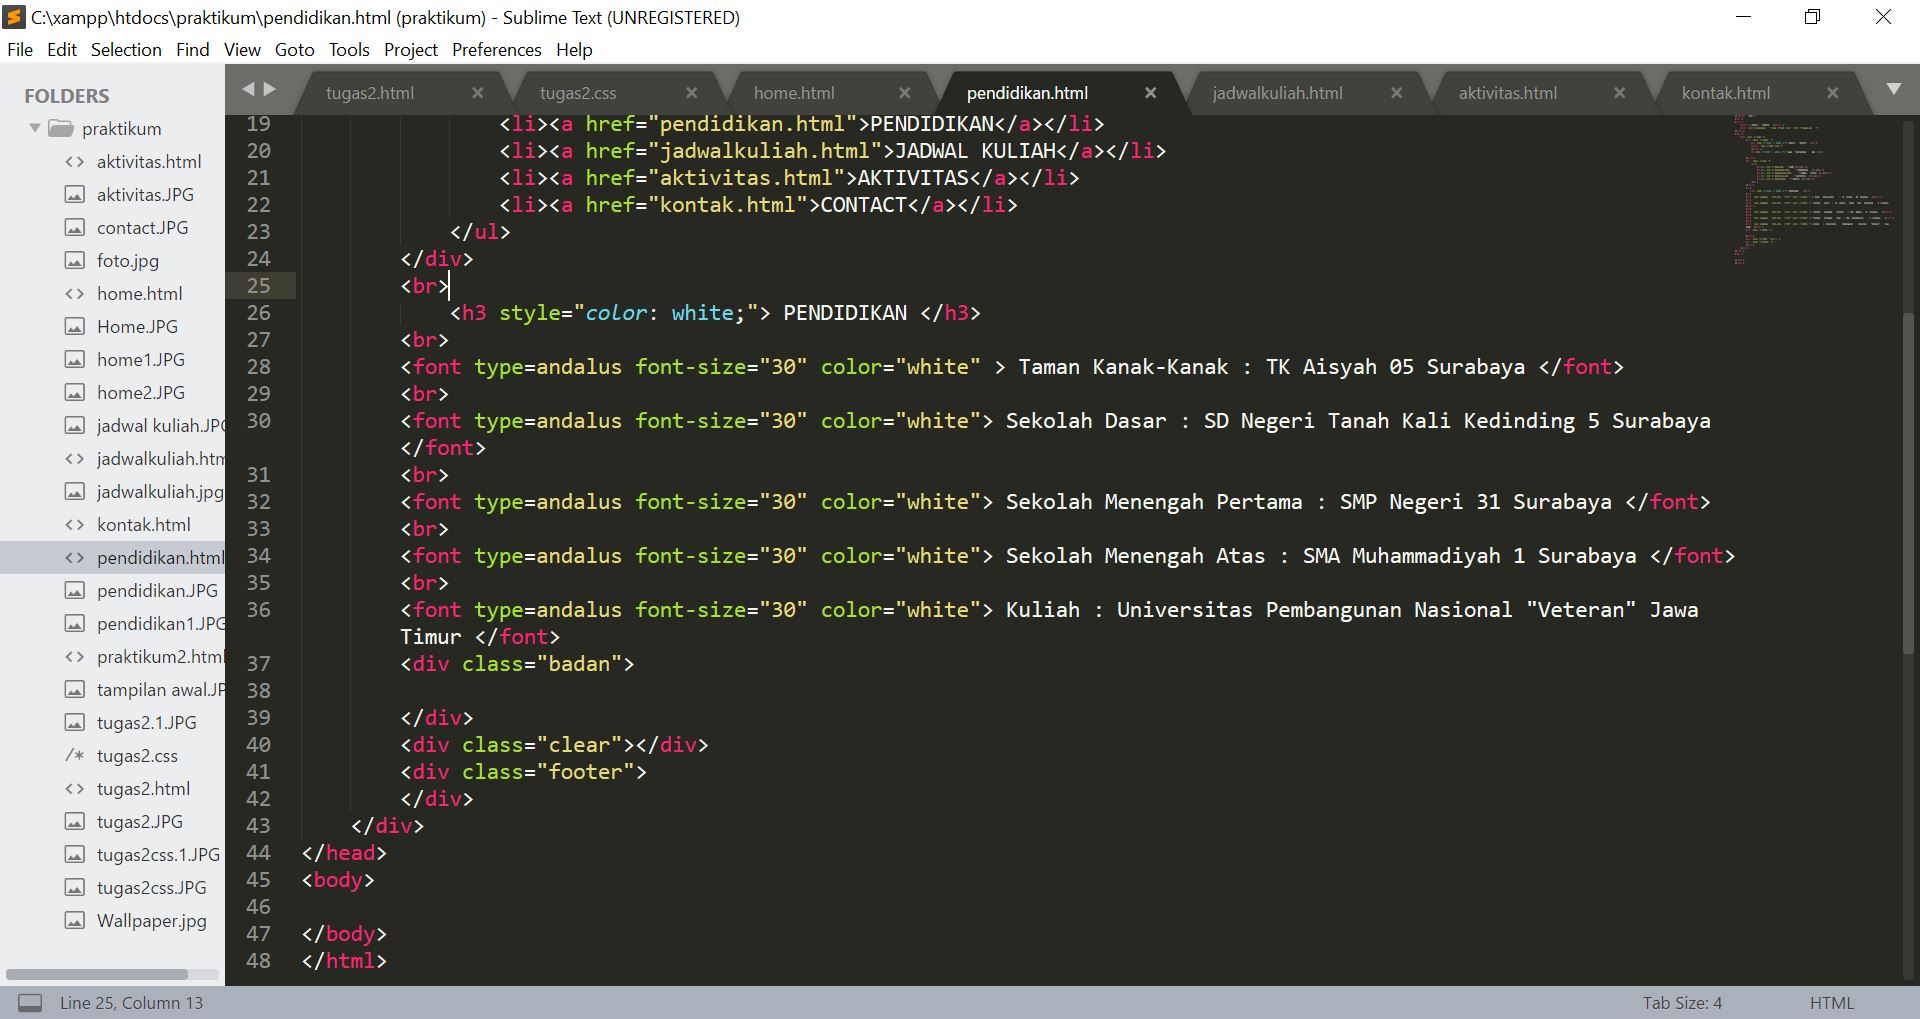 C:\xampp\htdocs\praktikum\pendidikan.html (praktikum) - Sublime Text (UNREGISTERED)
File Edit Selection Find View Goto Tools Project Preferences Help
FOLDERS
praktikum
aktivitas.html
aktivitas.JPG
contact.JPG
foto.jpg
home.html
Home.JPG
home1.JPG
home2.JPG
jadwal kuliah.JPG
jadwalkuliah.htm
jadwalkuliah.jpg
kontak.html
pendidikan.html
pendidikan.JPG
pendidikan1.JPG
praktikum2.html
tampilan awal.JP
tugas2.1.JPG
tugas2.css
tugas2.html
tugas2.JPG
tugas2css.1.JPG
tugas2css.JPG
Wallpaper.jpg
tugas2.html tugas2.css home.html pendidikan.html jadwalkuliah.html aktivitas.html kontak.html
19 <li><a href="pendidikan.html">PENDIDIKAN</a></li>
20 <li><a href="jadwalkuliah.html">JADWAL KULIAH</a></li>
21 <li><a href="aktivitas.html">AKTIVITAS</a></li>
22 <li><a href="kontak.html">CONTACT</a></li>
23 </ul>
24 </div>
25 <br>
26 <h3 style="color: white;"> PENDIDIKAN </h3>
27 <br>
28 <font type=andalus font-size="30" color="white" > Taman Kanak-Kanak : TK Aisyah 05 Surabaya </font>
29 <br>
30 <font type=andalus font-size="30" color="white"> Sekolah Dasar : SD Negeri Tanah Kali Kedinding 5 Surabaya
</font>
31 <br>
32 <font type=andalus font-size="30" color="white"> Sekolah Menengah Pertama : SMP Negeri 31 Surabaya </font>
33 <br>
34 <font type=andalus font-size="30" color="white"> Sekolah Menengah Atas : SMA Muhammadiyah 1 Surabaya </font>
35 <br>
36 <font type=andalus font-size="30" color="white"> Kuliah : Universitas Pembangunan Nasional "Veteran" Jawa
Timur </font>
37 <div class="badan">
38
39 </div>
40 <div class="clear"></div>
41 <div class="footer">
42 </div>
43 </div>
44 </head>
45 <body>
46
47 </body>
48 </html>
Line 25, Column 13
Tab Size: 4
HTML